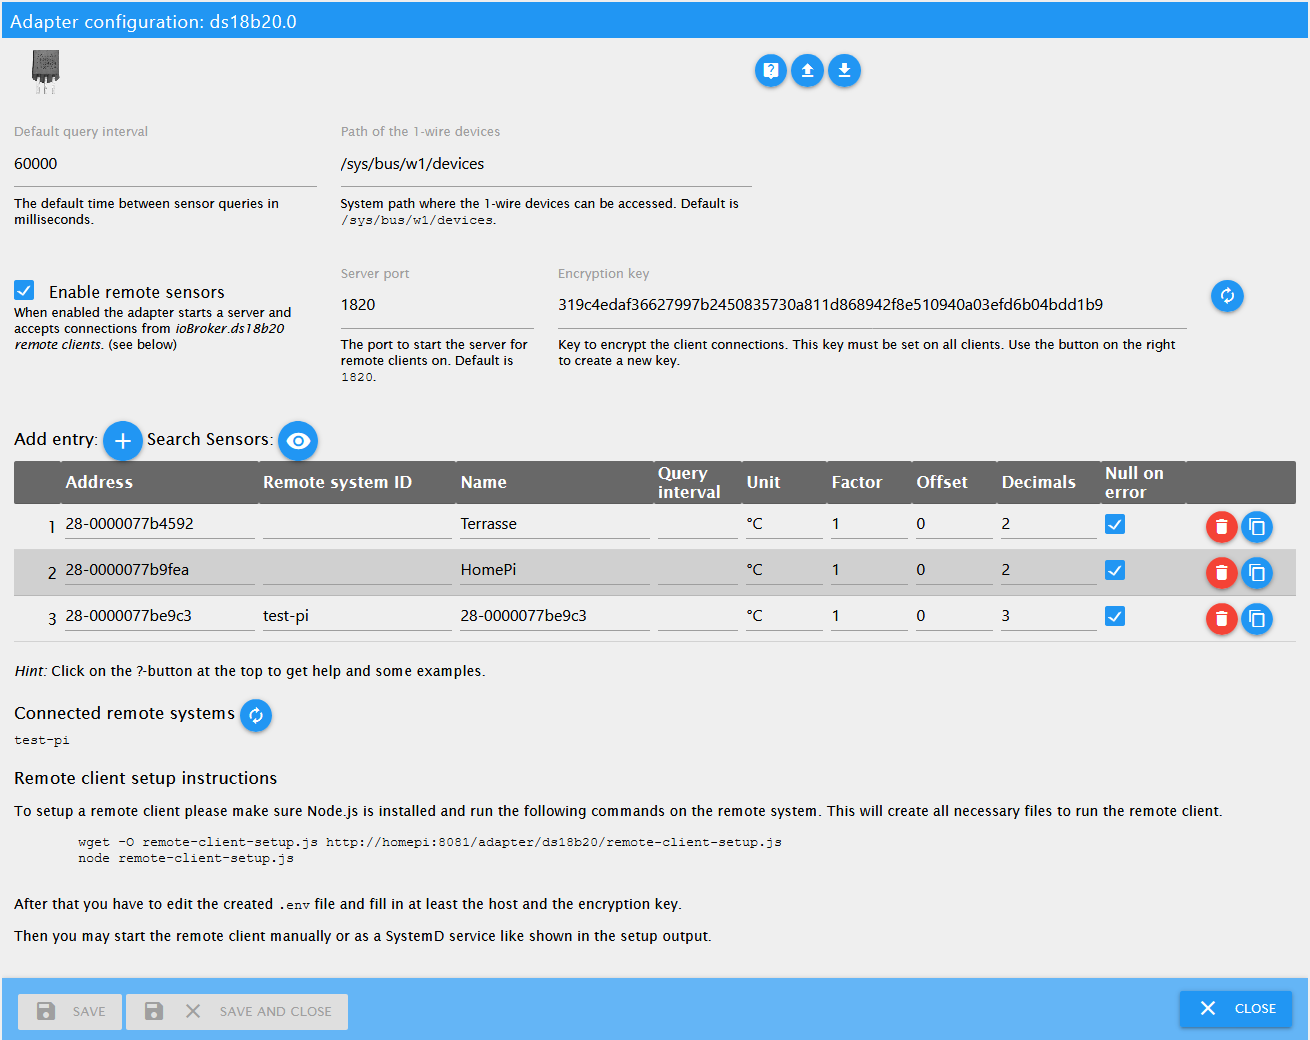 Adapter configuration: ds18b20.0
Default query interval
Path of the 1-wire devices
60000
/sys/bus/w1/devices
The default time between sensor queries in
milliseconds.
System path where the 1-wire devices can be accessed. Default is
/sys/bus/w1/devices.
Enable remote sensors
When enabled the adapter starts a server and
accepts connections from ioBroker.ds18b20
remote clients. (see below)
Server port
1820
The port to start the server for
remote clients on. Default is
1820.
Encryption key
319c4edaf36627997b2450835730a811d868942f8e510940a03efd6b04bdd1b9
Key to encrypt the client connections. This key must be set on all clients. Use the button on the right
to create a new key.
Add entry: Search Sensors:
Address Remote system ID Name Query interval Unit Factor Offset Decimals Null on error
1 28-0000077b4592 Terrasse °C 1 0 2
2 28-0000077b9fea HomePi °C 1 0 2
3 28-0000077be9c3 test-pi 28-0000077be9c3 °C 1 0 3
Hint: Click on the ?-button at the top to get help and some examples.
Connected remote systems
test-pi
Remote client setup instructions
To setup a remote client please make sure Node.js is installed and run the following commands on the remote system. This will create all necessary files to run the remote client.
wget -O remote-client-setup.js http://homepi:8081/adapter/ds18b20/remote-client-setup.js
node remote-client-setup.js
After that you have to edit the created .env file and fill in at least the host and the encryption key.
Then you may start the remote client manually or as a SystemD service like shown in the setup output.
SAVE
SAVE AND CLOSE
CLOSE